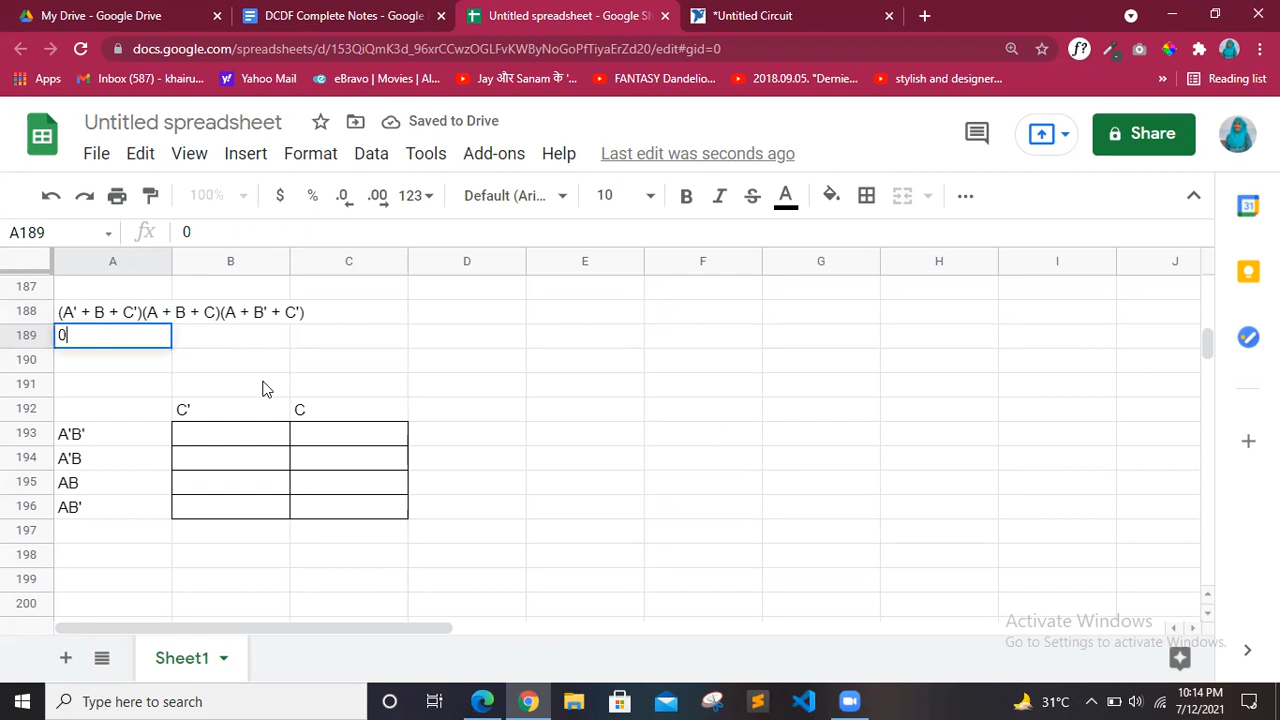 My Drive - Google Drive
DCDF Complete Notes - Google
Untitled spreadsheet - Google Sh
*Untitled Circuit
docs.google.com/spreadsheets/d/153QiQmK3d_96xrCCwzOGLFvKWByNoGoPfTiyaErZd20/edit#gid=0
Apps
Inbox (587) - khairu...
Yahoo Mail
eBravo | Movies | Al...
Jay और Sanam के '...
FANTASY Dandelio...
2018.09.05. "Dernie...
stylish and designer...
»
Reading list
Untitled spreadsheet
Saved to Drive
Share
File Edit View Insert Format Data Tools Add-ons Help Last edit was seconds ago
100% $ % .0 .00 123 Default (Ari... 10 B I S A
A189 fx 0
A B C D E F G H I J
187
188 (A' + B + C')(A + B + C)(A + B' + C')
189 0
190
191
192 C' C
193 A'B'
194 A'B
195 AB
196 AB'
197
198
199
200
Activate Windows
Go to Settings to activate Windows.
Sheet1
Type here to search
31°C
10:14 PM
7/12/2021